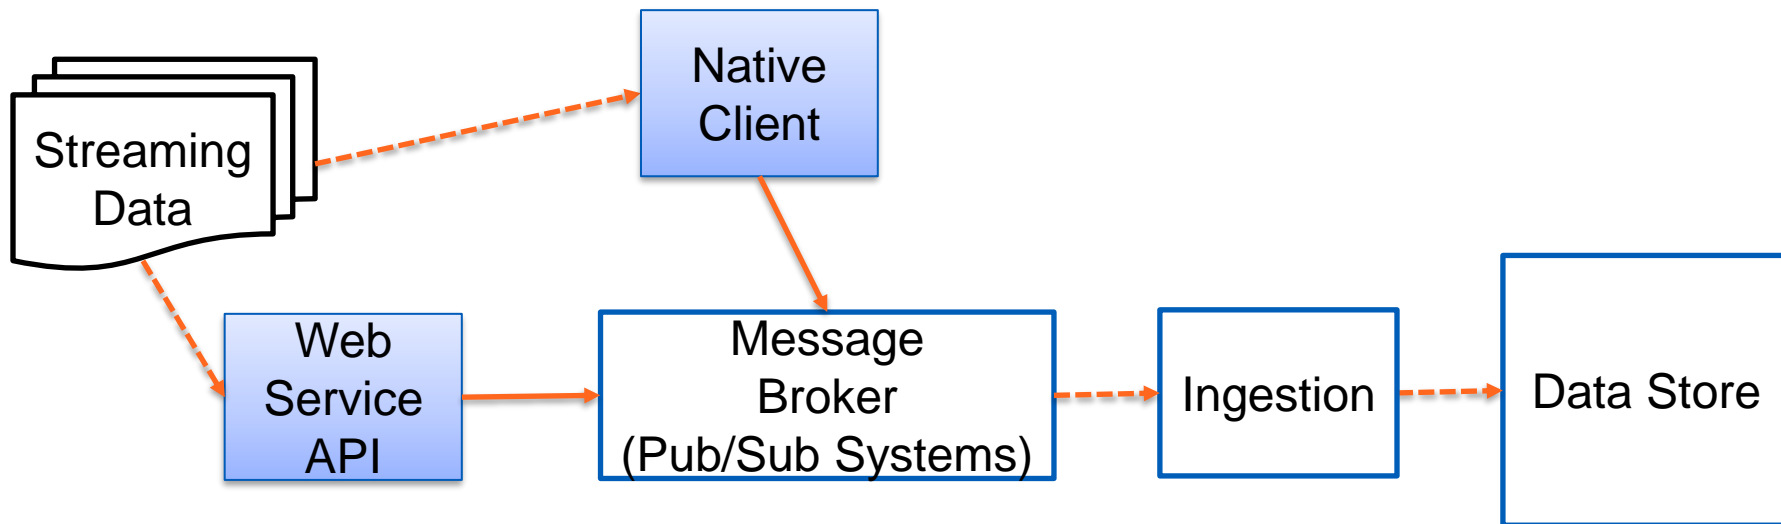 Streaming
Data
Native
Client
Web
Service
API
Message
Broker
(Pub/Sub Systems)
Ingestion
Data Store